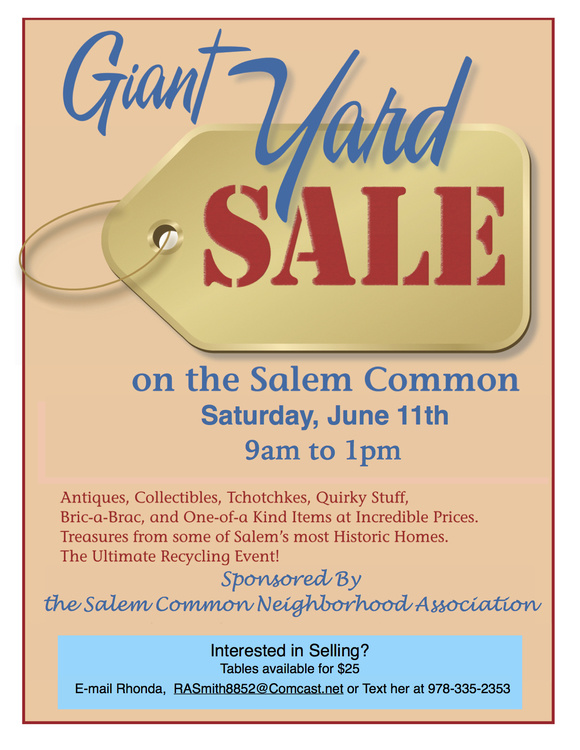 Giant Yard
SALE
on the Salem Common
Saturday, June 11th
9am to 1pm
Antiques, Collectibles, Tchotchkes, Quirky Stuff,
Bric-a-Brac, and One-of-a Kind Items at Incredible Prices.
Treasures from some of Salem's most Historic Homes.
The Ultimate Recycling Event!
Sponsored By
the Salem Common Neighborhood Association
Interested in Selling?
Tables available for $25
E-mail Rhonda, RASmith8852@Comcast.net or Text her at 978-335-2353